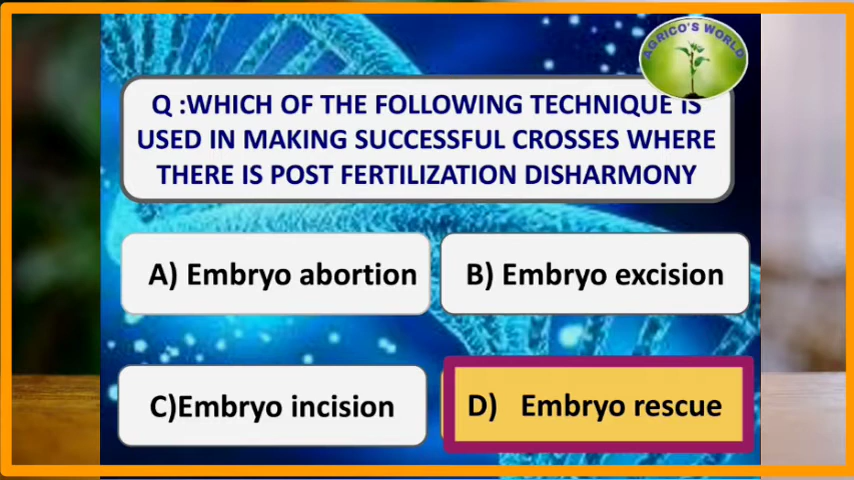 AGRICO'S WORLD
Q :WHICH OF THE FOLLOWING TECHNIQUE IS
USED IN MAKING SUCCESSFUL CROSSES WHERE
THERE IS POST FERTILIZATION DISHARMONY
A) Embryo abortion
B) Embryo excision
C)Embryo incision
D) Embryo rescue